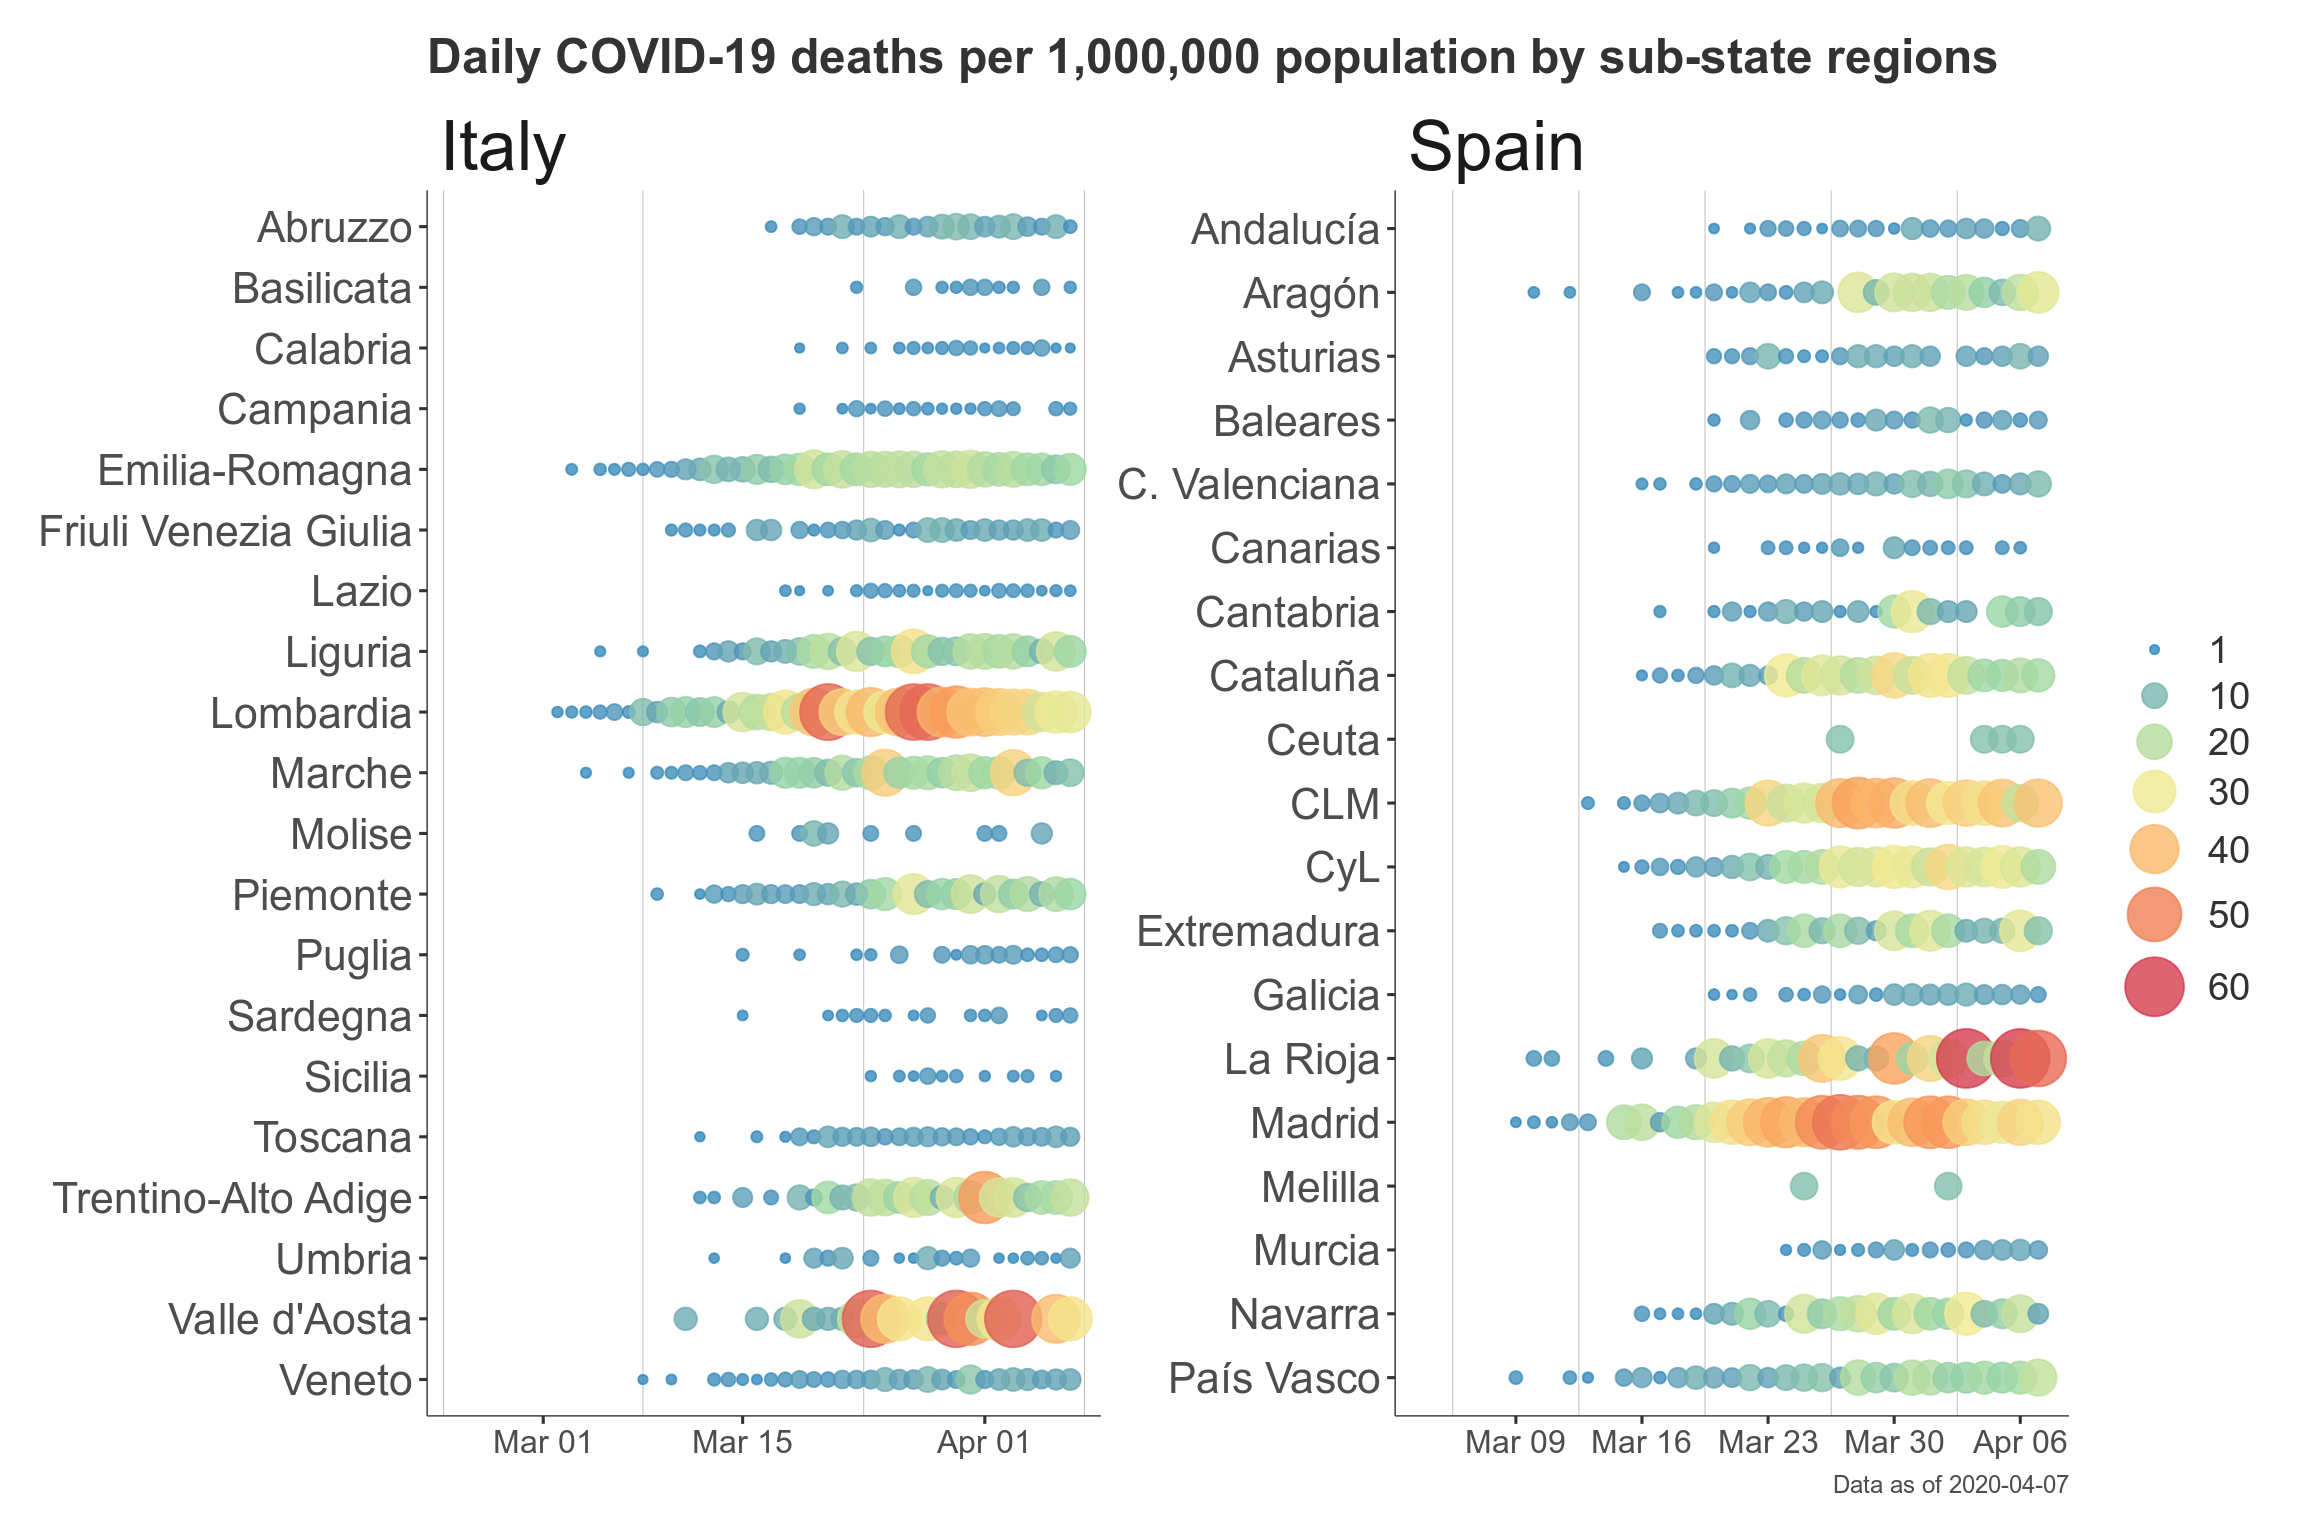 Daily COVID-19 deaths per 1,000,000 population by sub-state regions
Italy
Abruzzo
Basilicata
Calabria
Campania
Emilia-Romagna
Friuli Venezia Giulia
Lazio
Liguria
Lombardia
Marche
Molise
Piemonte
Puglia
Sardegna
Sicilia
Toscana
Trentino-Alto Adige
Umbria
Valle d'Aosta
Veneto
Mar 01 Mar 15 Apr 01
Spain
Andalucía
Aragón
Asturias
Baleares
C. Valenciana
Canarias
Cantabria
Cataluña
Ceuta
CLM
CyL
Extremadura
Galicia
La Rioja
Madrid
Melilla
Murcia
Navarra
País Vasco
Mar 09 Mar 16 Mar 23 Mar 30 Apr 06
1
10
20
30
40
50
60
Data as of 2020-04-07